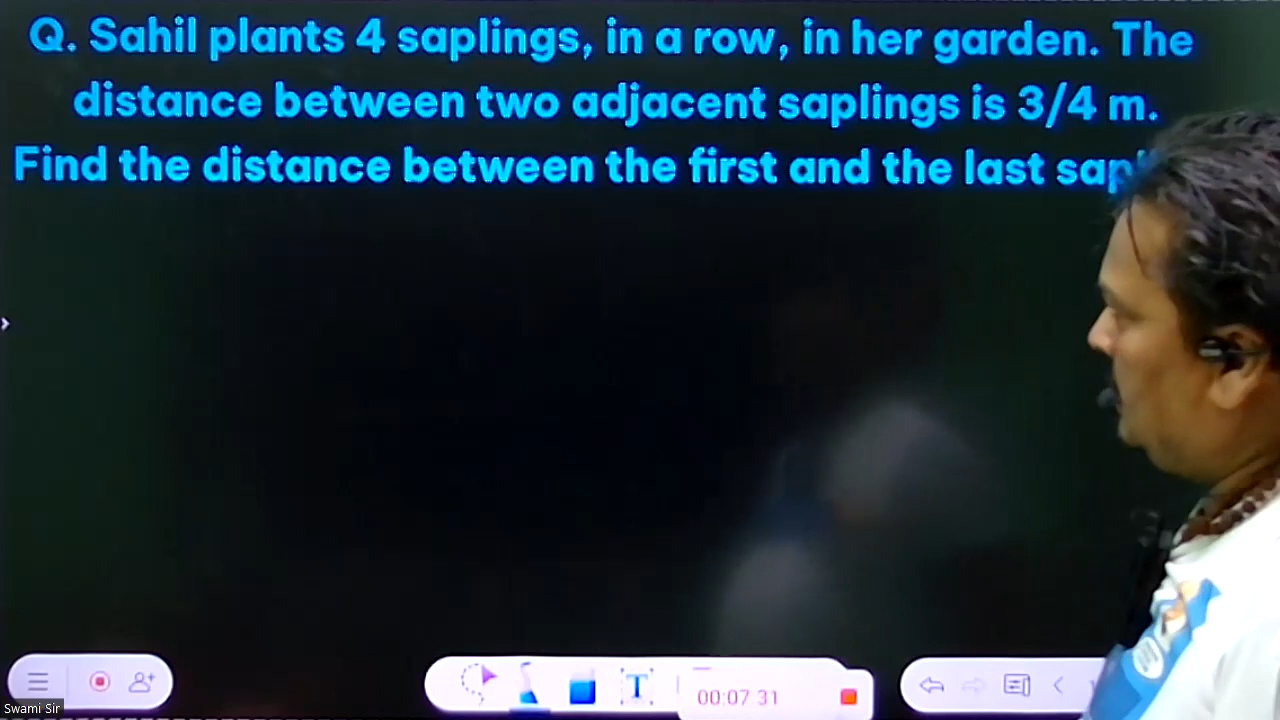 Q. Sahil plants 4 saplings, in a row, in her garden. The
distance between two adjacent saplings is 3/4 m.
Find the distance between the first and the last
T
00:07 31
Swami Sir